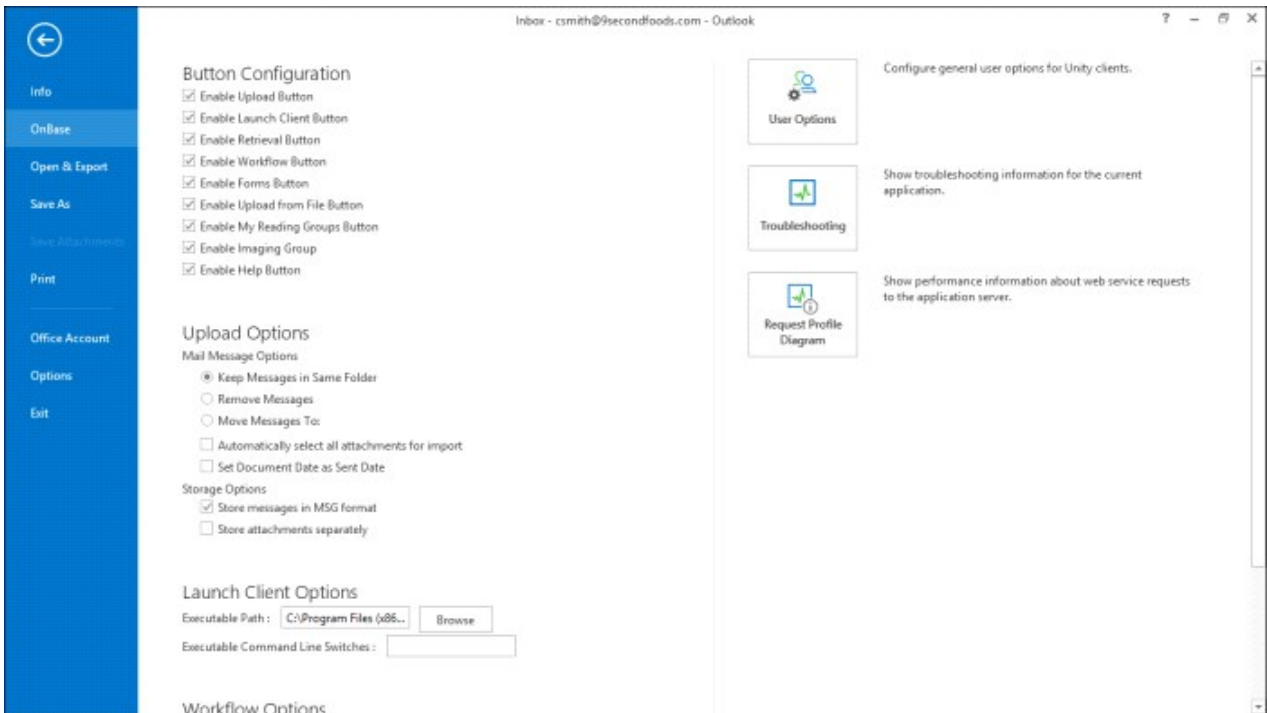 Inbox - csmith@9secondfoods.com - Outlook
?
Info
OnBase
Open & Export
Save As
Save Attachments
Print
Office Account
Options
Exit
Button Configuration
Enable Upload Button
Enable Launch Client Button
Enable Retrieval Button
Enable Workflow Button
Enable Forms Button
Enable Upload from File Button
Enable My Reading Groups Button
Enable Imaging Group
Enable Help Button
Upload Options
Mail Message Options
Keep Messages in Same Folder
Remove Messages
Move Messages To:
Automatically select all attachments for import
Set Document Date as Sent Date
Storage Options
Store messages in MSG format
Store attachments separately
Launch Client Options
Executable Path : C:\Program Files (x86... Browse
Executable Command Line Switches :
Workflow Options
User Options
Configure general user options for Unity clients.
Troubleshooting
Show troubleshooting information for the current
application.
Request Profile
Diagram
Show performance information about web service requests
to the application server.